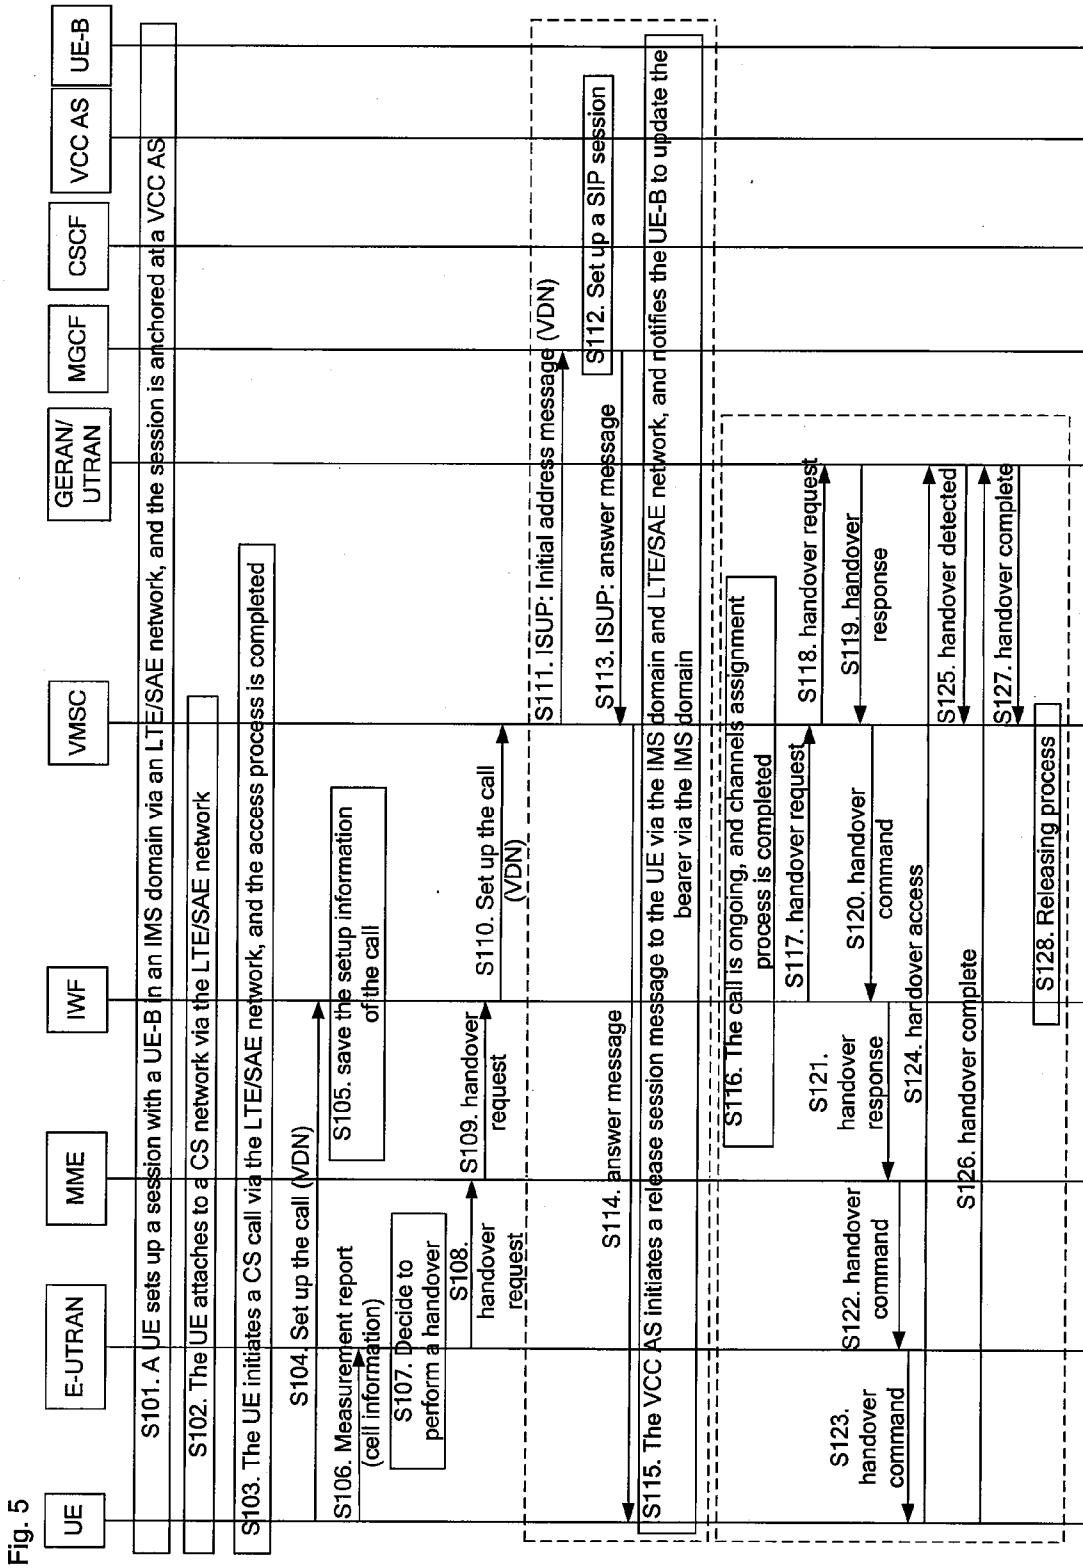 Fig. 5
UE
E-UTRAN
MME
IWF
VMSC
GERAN/
UTRAN
MGCF
CSCF
VCC AS
UE-B
S101. A UE sets up a session with a UE-B in an IMS domain via an LTE/SAE network, and the session is anchored at a VCC AS
S102. The UE attaches to a CS network via the LTE/SAE network
S103. The UE initiates a CS call via the LTE/SAE network, and the access process is completed
S104. Set up the call (VDN)
S105. save the setup information
of the call
S106. Measurement report
(cell information)
S107. Decide to
perform a handover
S108.
handover
request
S109. handover
request
S110. Set up the call
(VDN)
S111. ISUP: Initial address message (VDN)
S112. Set up a SIP session
S113. ISUP: answer message
S114. answer message
S115. The VCC AS initiates a release session message to the UE via the IMS domain and LTE/SAE network, and notifies the UE-B to update the
bearer via the IMS domain
S116. The call is ongoing, and channels assignment
process is completed
S117. handover request
S118. handover request
S119. handover
response
S120. handover
command
S121.
handover
response
S122. handover
command
S123.
handover
command
S124. handover access
S125. handover detected
S126. handover complete
S127. handover complete
S128. Releasing process